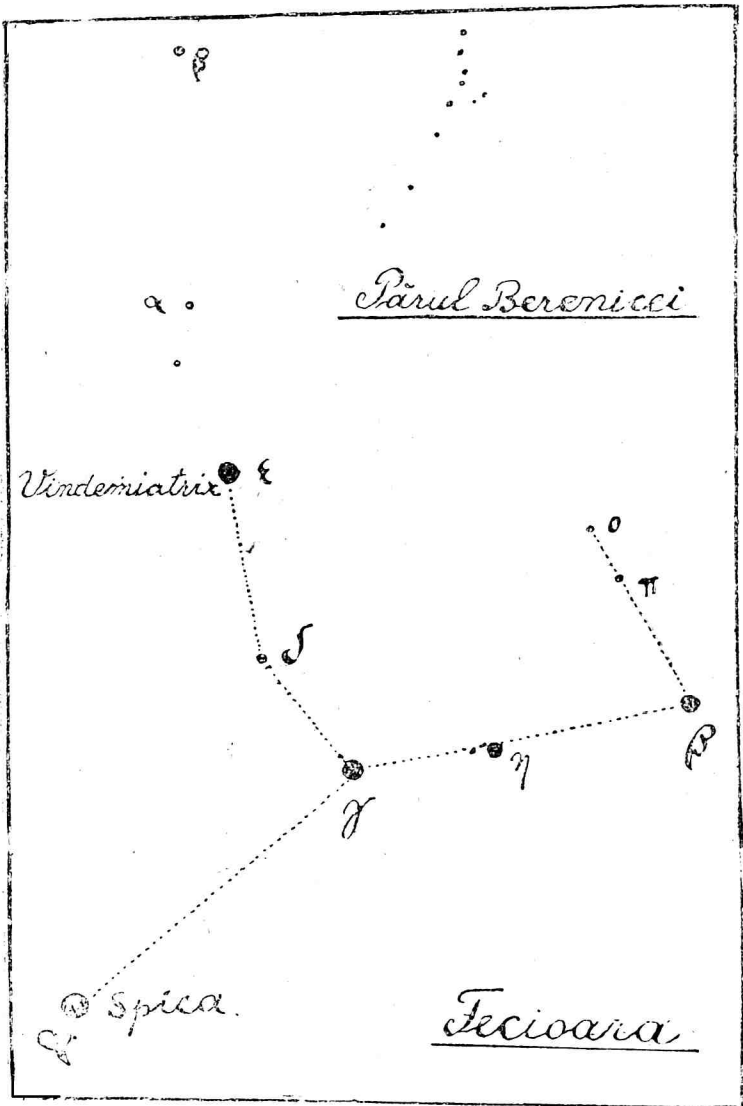 β
α
Părul Berenicei
Vindemiatrix ε
ο
π
δ
β
η
γ
Spica.
α
Fecioara